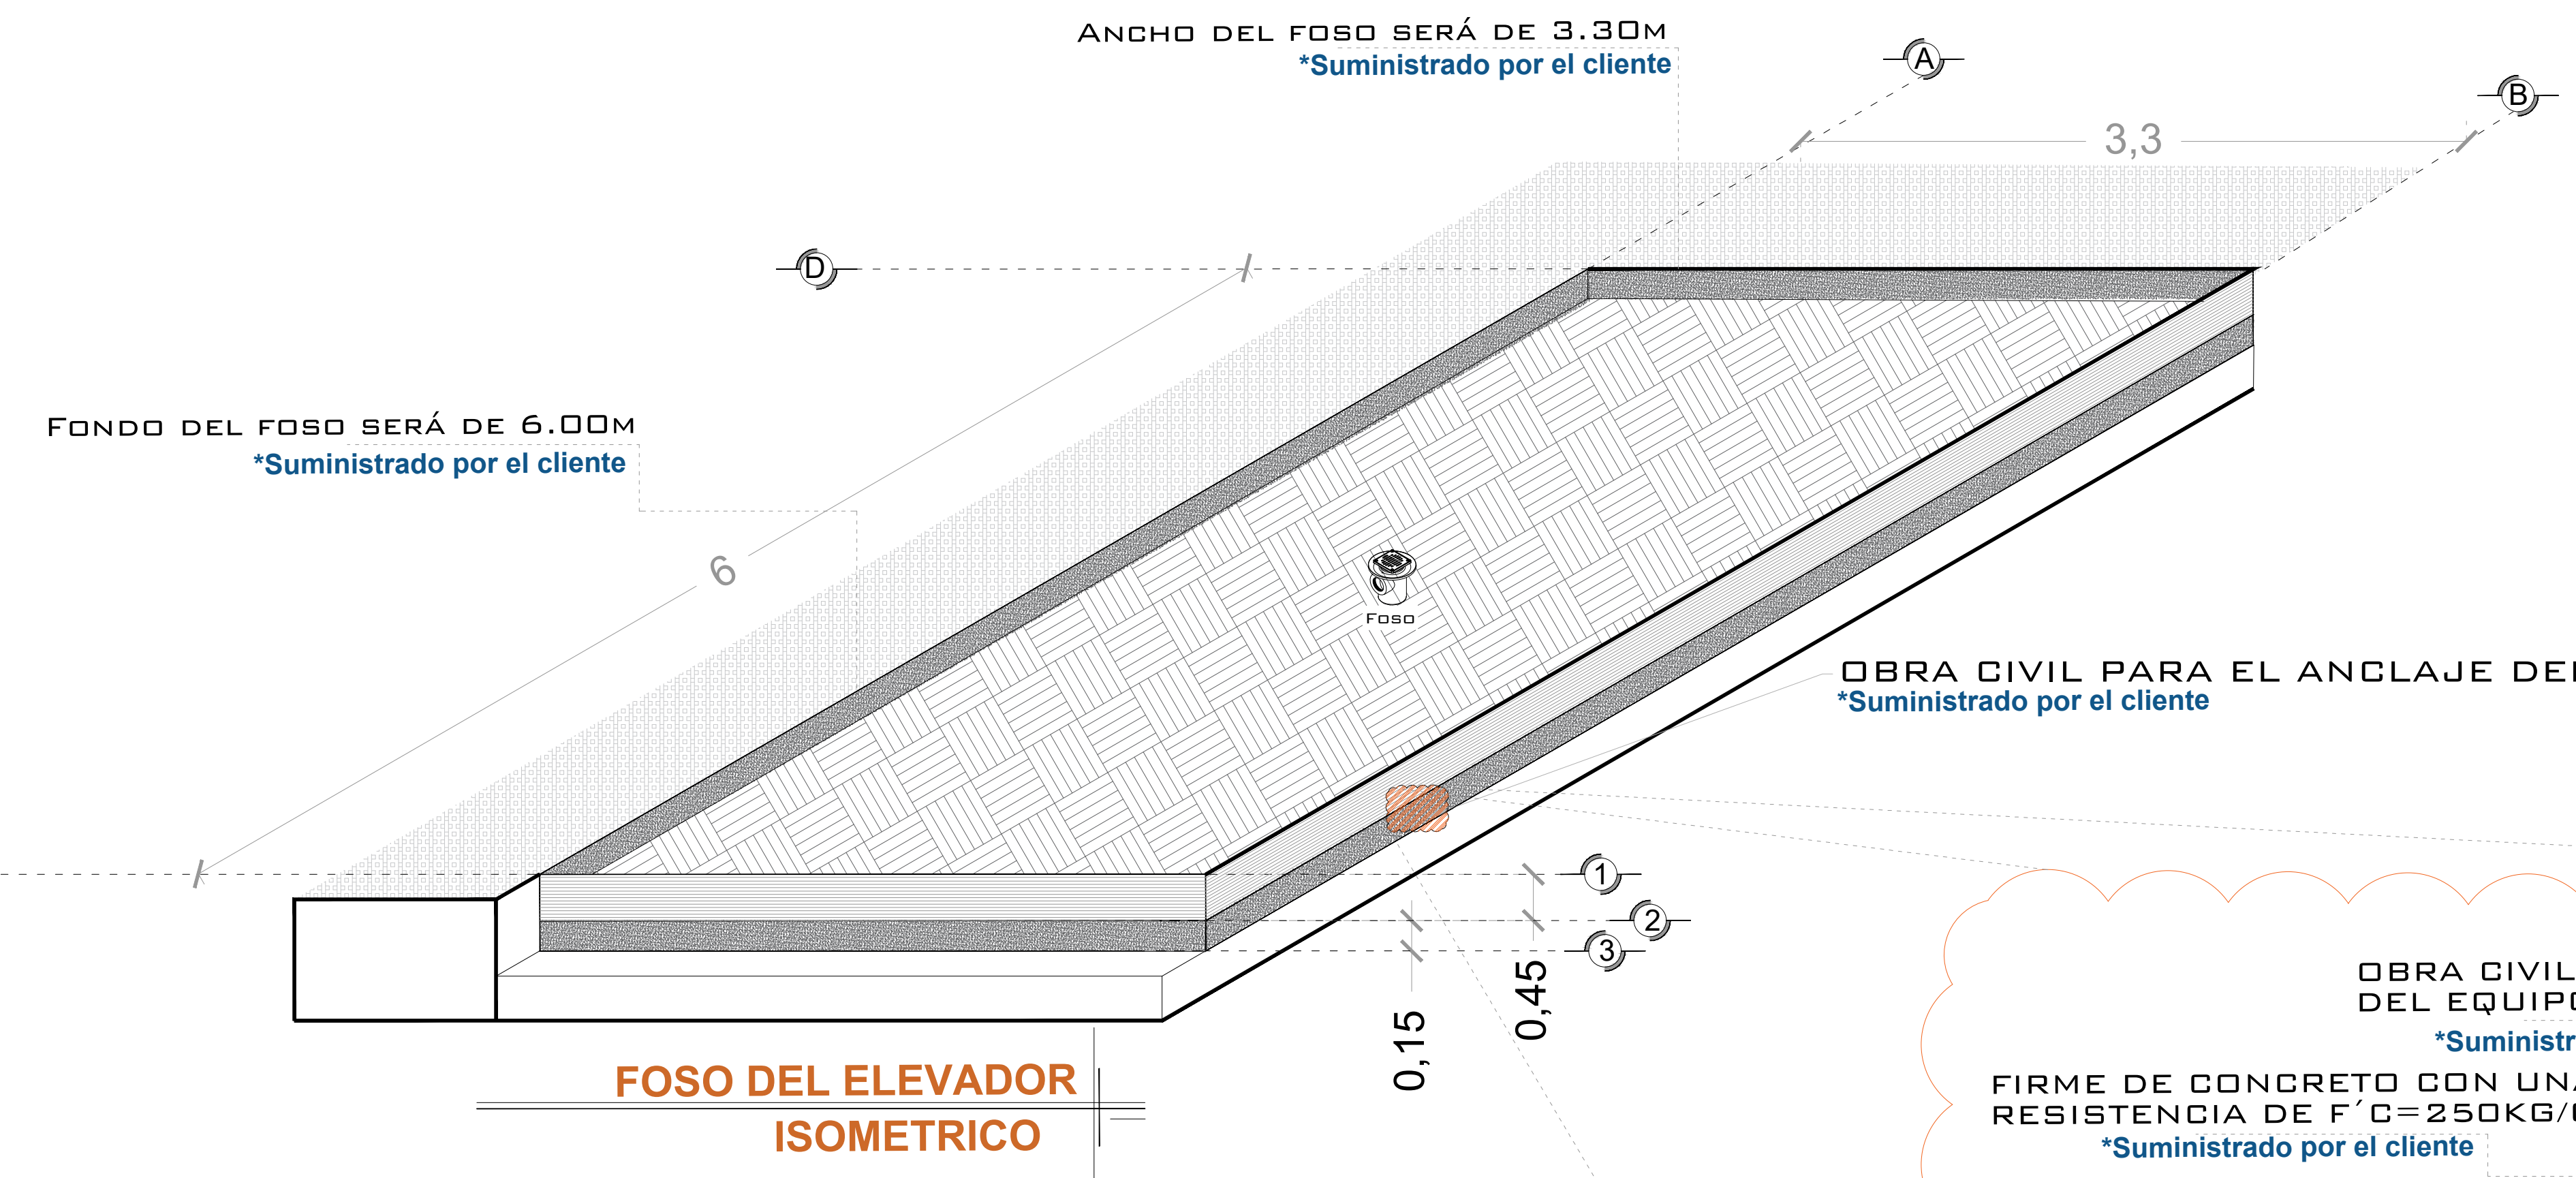 ANCHO DEL FOSO SERÁ DE 3.30M
*Suministrado por el cliente
A
B
3,3
D
FONDO DEL FOSO SERÁ DE 6.00M
*Suministrado por el cliente
6
FOSO
OBRA CIVIL PARA EL ANCLAJE DEL
*Suministrado por el cliente
1
2
3
0,15
0,45
OBRA CIVIL
DEL EQUIPO
*Suministr
FIRME DE CONCRETO CON UNA
RESISTENCIA DE F´C=250KG/
*Suministrado por el cliente
FOSO DEL ELEVADOR
ISOMETRICO